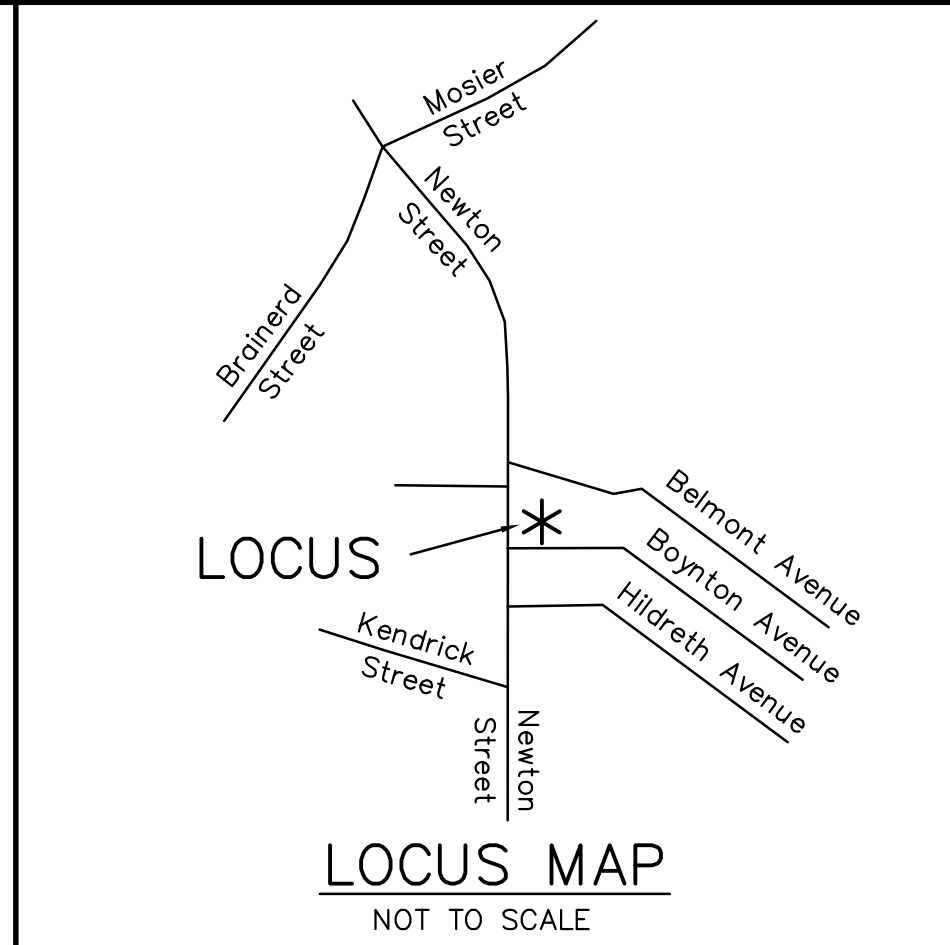 Mosier
Street
Newton
Street
Brainerd
Street
Belmont Avenue
LOCUS
Boynton Avenue
Hildreth Avenue
Kendrick
Street
Newton
Street
LOCUS MAP
NOT TO SCALE